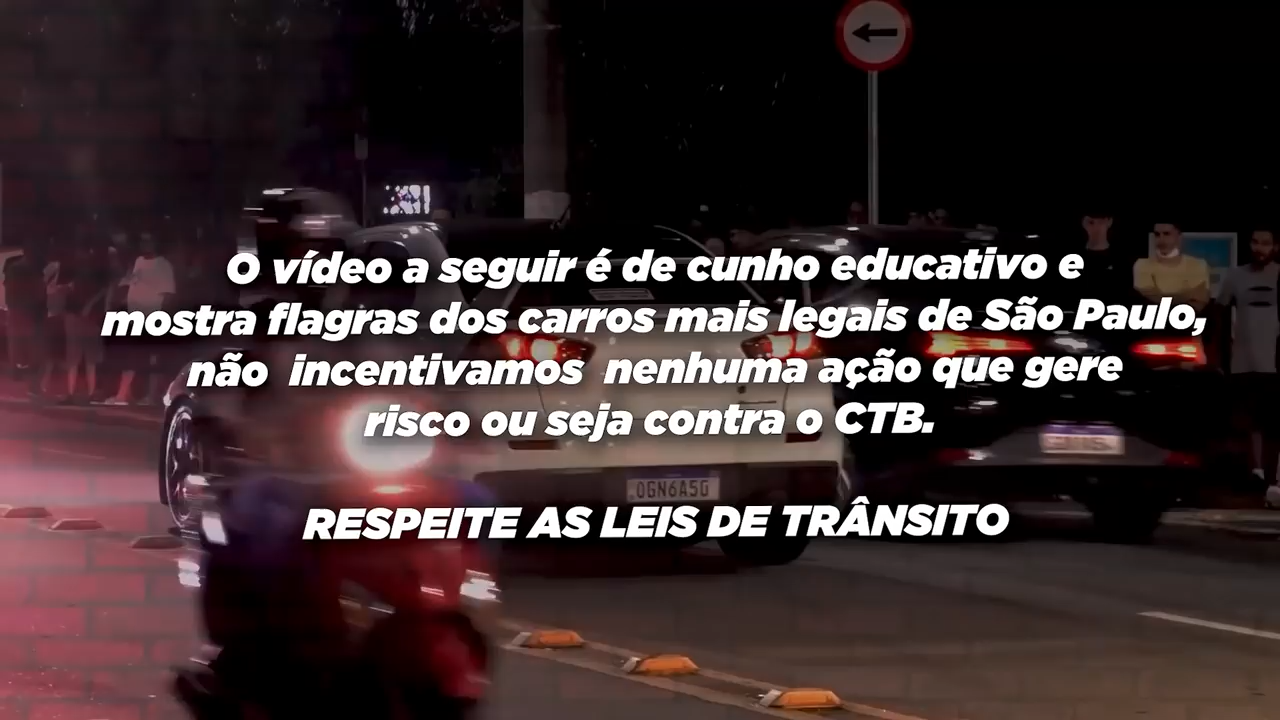 O vídeo a seguir é de cunho educativo e
mostra flagras dos carros mais legais de São Paulo,
não incentivamos nenhuma ação que gere
risco ou seja contra o CTB.
OGN6A5G
RESPEITE AS LEIS DE TRÂNSITO